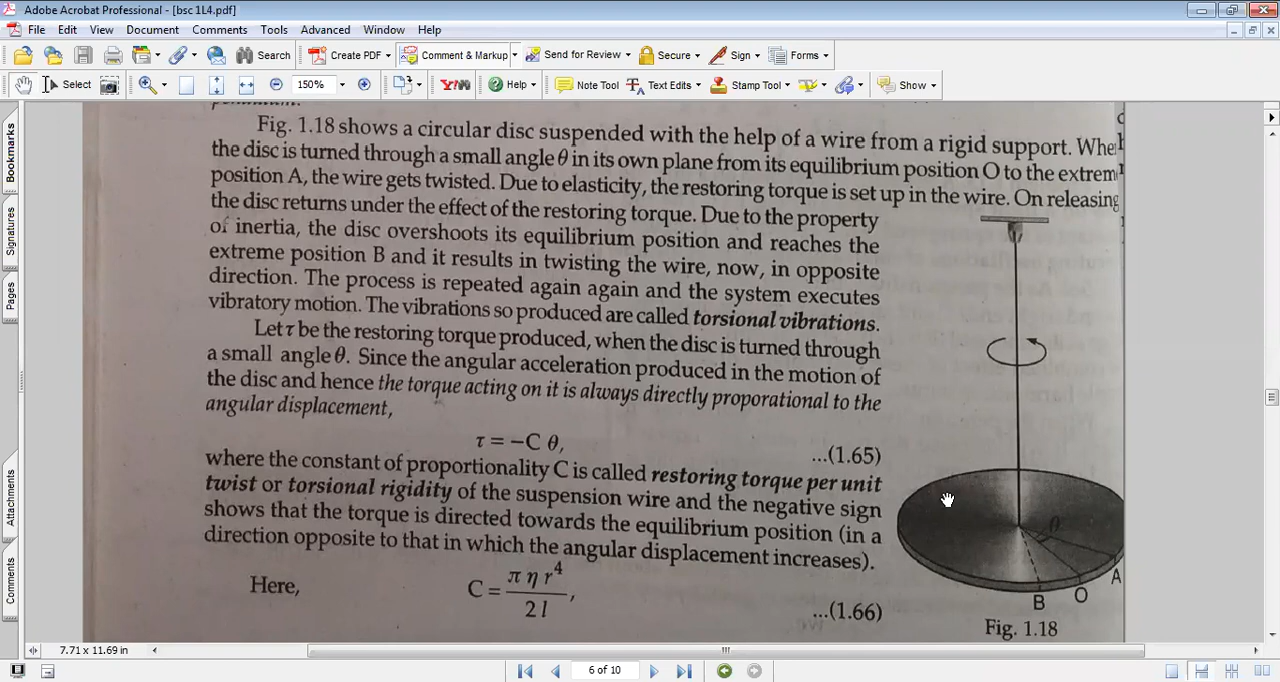 Adobe Acrobat Professional - [bsc 1L4.pdf]
File Edit View Document Comments Tools Advanced Window Help
Search Create PDF Comment & Markup Send for Review Secure Sign Forms
Select 150% Y! Help Note Tool Text Edits Stamp Tool Show
Fig. 1.18 shows a circular disc suspended with the help of a wire from a rigid support. Whe
the disc is turned through a small angle θ in its own plane from its equilibrium position O to the extrem
position A, the wire gets twisted. Due to elasticity, the restoring torque is set up in the wire. On releasing
the disc returns under the effect of the restoring torque. Due to the property
of inertia, the disc overshoots its equilibrium position and reaches the
extreme position B and it results in twisting the wire, now, in opposite
direction. The process is repeated again again and the system executes
vibratory motion. The vibrations so produced are called torsional vibrations.
Let τ be the restoring torque produced, when the disc is turned through
a small angle θ. Since the angular acceleration produced in the motion of
the disc and hence the torque acting on it is always directly proporational to the
angular displacement,
τ = −C θ, ...(1.65)
where the constant of proportionality C is called restoring torque per unit
twist or torsional rigidity of the suspension wire and the negative sign
shows that the torque is directed towards the equilibrium position (in a
direction opposite to that in which the angular displacement increases).
Here, C = π η r⁴ / 2 l, ...(1.66)
θ
A
O
B
Fig. 1.18
Bookmarks
Signatures
Pages
Attachments
Comments
7.71 x 11.69 in
6 of 10